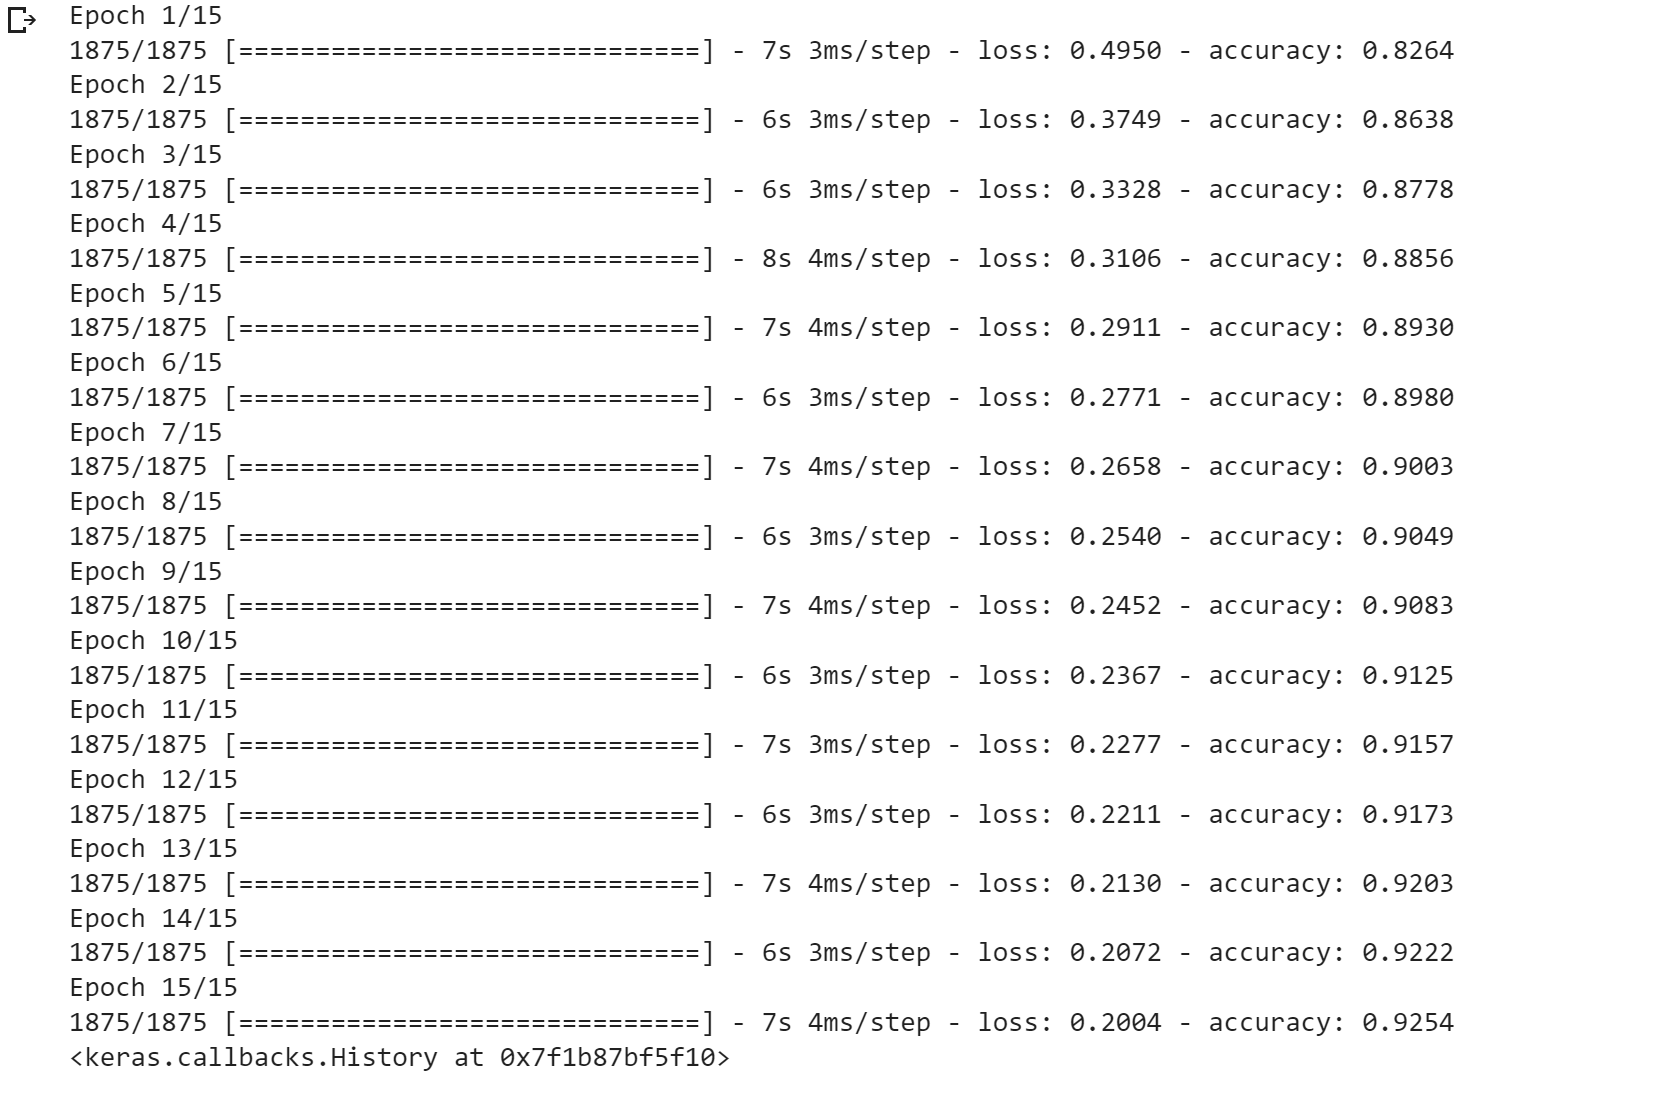 Epoch 1/15
1875/1875 [==============================] - 7s 3ms/step - loss: 0.4950 - accuracy: 0.8264
Epoch 2/15
1875/1875 [==============================] - 6s 3ms/step - loss: 0.3749 - accuracy: 0.8638
Epoch 3/15
1875/1875 [==============================] - 6s 3ms/step - loss: 0.3328 - accuracy: 0.8778
Epoch 4/15
1875/1875 [==============================] - 8s 4ms/step - loss: 0.3106 - accuracy: 0.8856
Epoch 5/15
1875/1875 [==============================] - 7s 4ms/step - loss: 0.2911 - accuracy: 0.8930
Epoch 6/15
1875/1875 [==============================] - 6s 3ms/step - loss: 0.2771 - accuracy: 0.8980
Epoch 7/15
1875/1875 [==============================] - 7s 4ms/step - loss: 0.2658 - accuracy: 0.9003
Epoch 8/15
1875/1875 [==============================] - 6s 3ms/step - loss: 0.2540 - accuracy: 0.9049
Epoch 9/15
1875/1875 [==============================] - 7s 4ms/step - loss: 0.2452 - accuracy: 0.9083
Epoch 10/15
1875/1875 [==============================] - 6s 3ms/step - loss: 0.2367 - accuracy: 0.9125
Epoch 11/15
1875/1875 [==============================] - 7s 3ms/step - loss: 0.2277 - accuracy: 0.9157
Epoch 12/15
1875/1875 [==============================] - 6s 3ms/step - loss: 0.2211 - accuracy: 0.9173
Epoch 13/15
1875/1875 [==============================] - 7s 4ms/step - loss: 0.2130 - accuracy: 0.9203
Epoch 14/15
1875/1875 [==============================] - 6s 3ms/step - loss: 0.2072 - accuracy: 0.9222
Epoch 15/15
1875/1875 [==============================] - 7s 4ms/step - loss: 0.2004 - accuracy: 0.9254
<keras.callbacks.History at 0x7f1b87bf5f10>